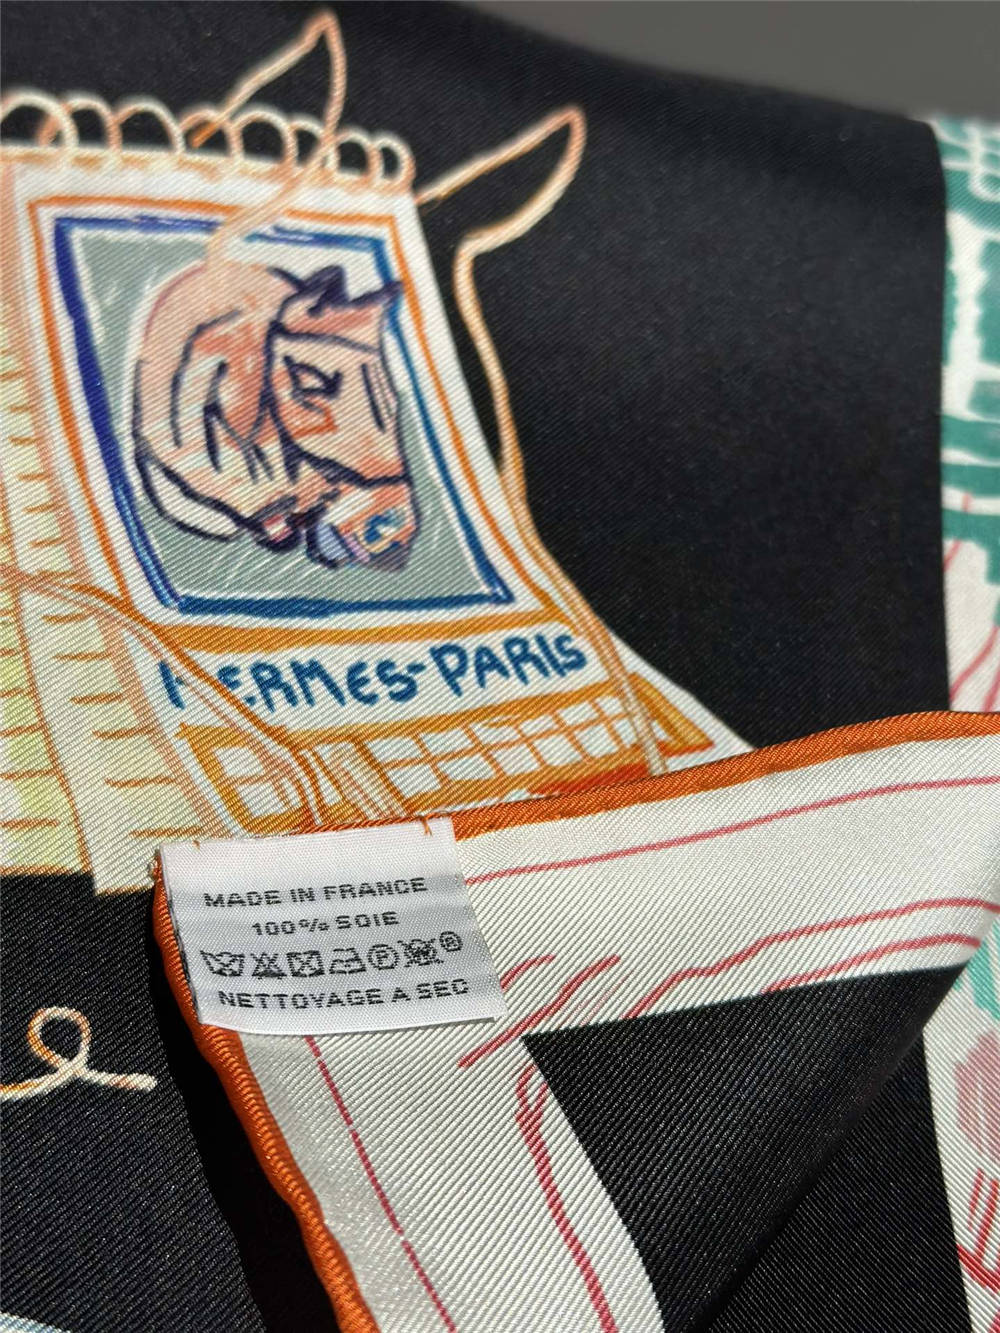 HERMES-PARIS
MADE IN FRANCE
100% SOIE
P ®
NETTOYAGE A SEC